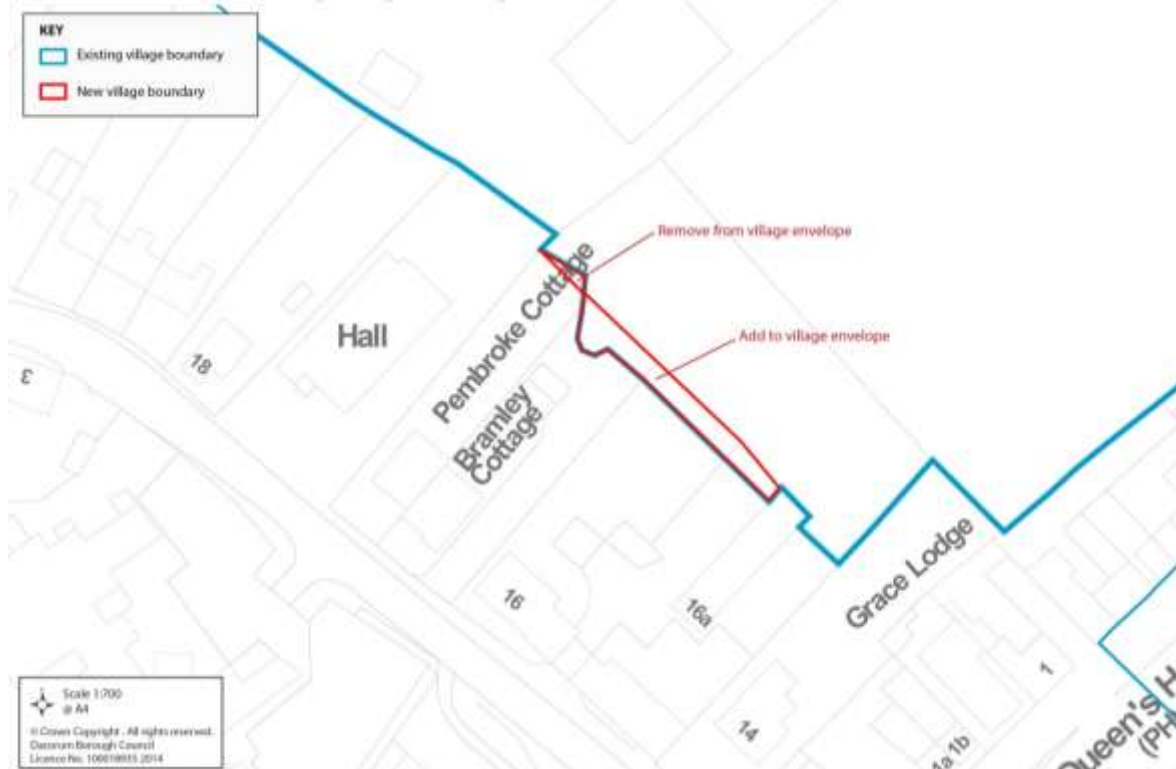 KEY
Existing village boundary
New village boundary
Remove from village envelope
Add to village envelope
Pembroke Cottage
Hall
18
3
Bramley
Cottage
16
16a
Grace Lodge
14
1
1a 1b
Queen's H
(PH
Scale 1:700
@ A4
© Crown Copyright. All rights reserved.
Dacorum Borough Council
Licence No. 2014